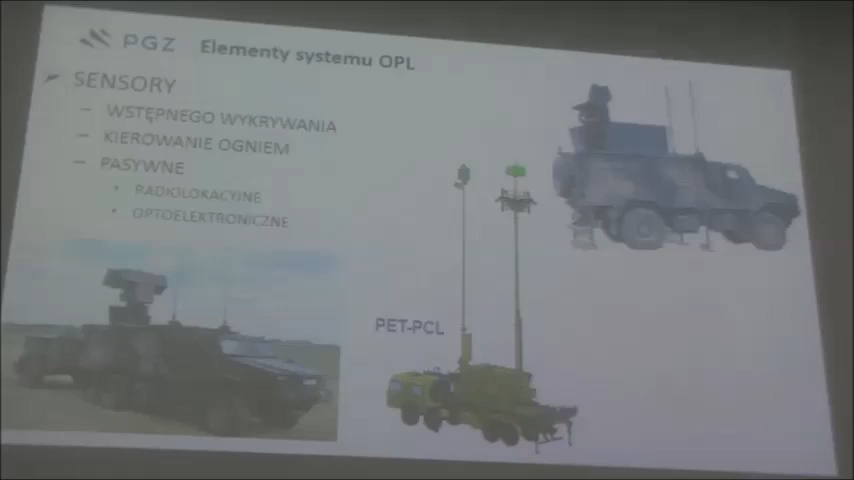 PGZ Elementy systemu OPL
SENSORY
– WSTĘPNEGO WYKRYWANIA
– KIEROWANIE OGNIEM
– PASYWNE
• RADIOLOKACYJNE
• OPTOELEKTRONICZNE
PET-PCL